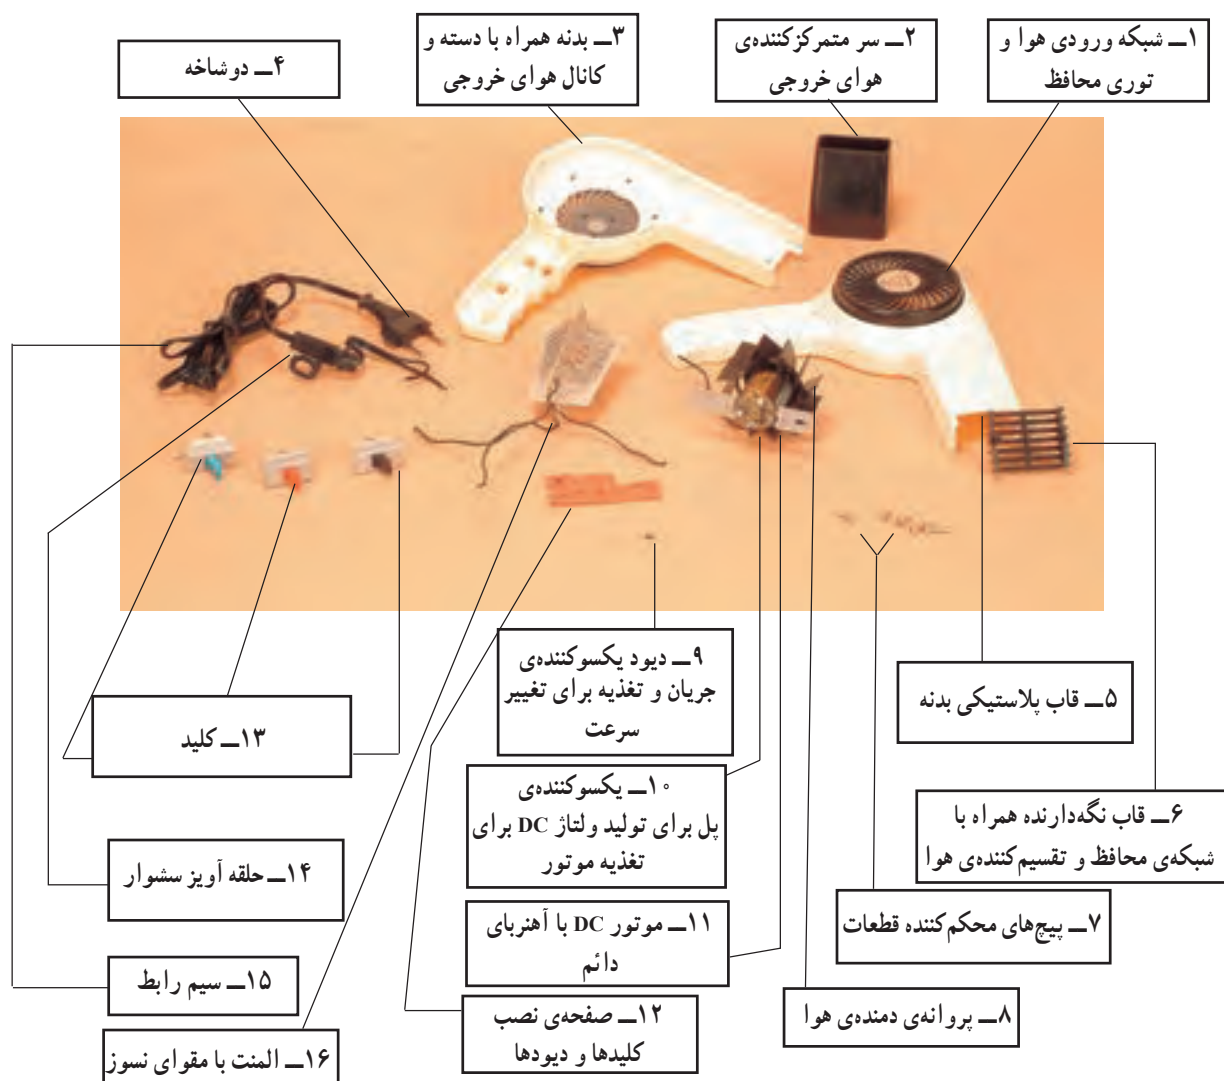 ۱ــ شبکه ورودی هوا و
توری محافظ
۲ــ سر متمرکزکننده‌ی
هوای خروجی
۳ــ بدنه همراه با دسته و
کانال هوای خروجی
۴ــ دوشاخه
۵ــ قاب پلاستیکی بدنه
۶ــ قاب نگه‌دارنده همراه با
شبکه‌ی محافظ و تقسیم‌کننده‌ی هوا
۷ــ پیچ‌های محکم‌کننده قطعات
۸ــ پروانه‌ی دمنده‌ی هوا
۹ــ دیود یکسوکننده‌ی
جریان و تغذیه برای تغییر
سرعت
۱۰ــ یکسوکننده‌ی
پل برای تولید ولتاژ DC برای
تغذیه موتور
۱۱ــ موتور DC با آهنربای
دائم
۱۲ــ صفحه‌ی نصب
کلیدها و دیودها
۱۳ــ کلید
۱۴ــ حلقه آویز سشوار
۱۵ــ سیم رابط
۱۶ــ المنت با مقوای نسوز